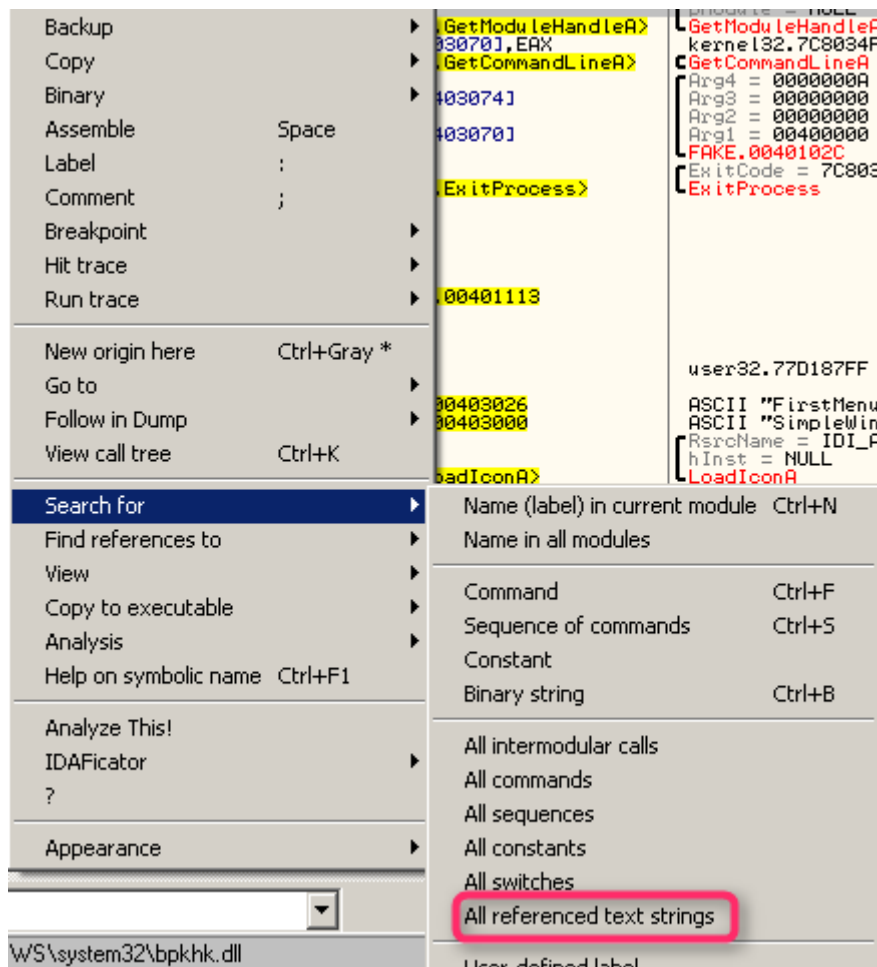 Backup
Copy
Binary
Assemble Space
Label :
Comment ;
Breakpoint
Hit trace
Run trace
New origin here Ctrl+Gray *
Go to
Follow in Dump
View call tree Ctrl+K
Search for
Find references to
View
Copy to executable
Analysis
Help on symbolic name Ctrl+F1
Analyze This!
IDAFicator
?
Appearance
WS\system32\bpkhk.dll
.GetModuleHandleA>
03070],EAX
.GetCommandLineA>
403074]
403070]
.ExitProcess>
.00401113
00403026
00403000
oadIconA>
pModule = NULL
GetModuleHandleA
kernel32.7C8034
GetCommandLineA
Arg4 = 0000000A
Arg3 = 00000000
Arg2 = 00000000
Arg1 = 00400000
FAKE.0040102C
ExitCode = 7C803
ExitProcess
user32.77D187FF
ASCII "FirstMenu
ASCII "SimpleWin
RsrcName = IDI_A
hInst = NULL
LoadIconA
Name (label) in current module Ctrl+N
Name in all modules
Command Ctrl+F
Sequence of commands Ctrl+S
Constant
Binary string Ctrl+B
All intermodular calls
All commands
All sequences
All constants
All switches
All referenced text strings
User-defined label